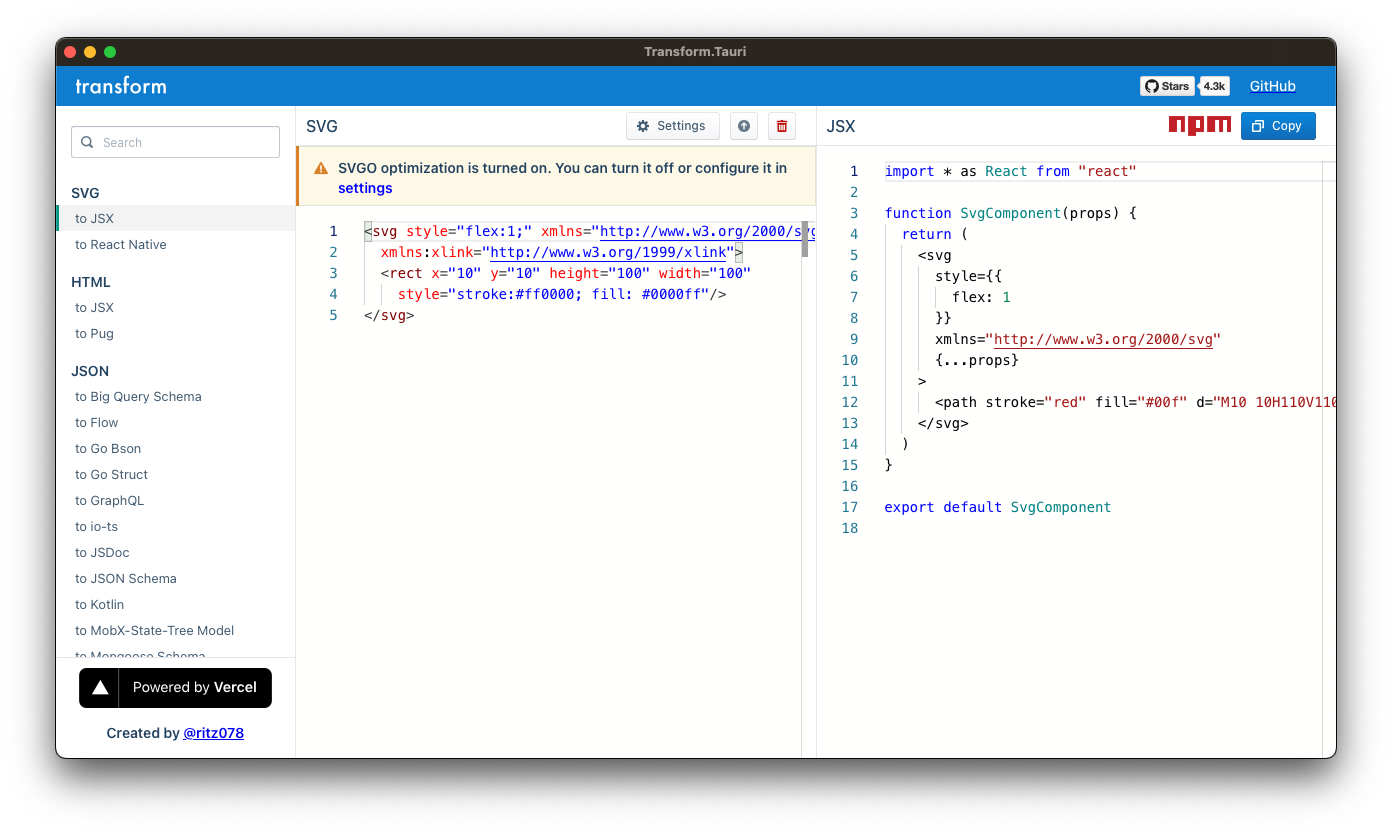 Transform.Tauri
transform
Stars 4.3k GitHub
Search
SVG
to JSX
to React Native
HTML
to JSX
to Pug
JSON
to Big Query Schema
to Flow
to Go Bson
to Go Struct
to GraphQL
to io-ts
to JSDoc
to JSON Schema
to Kotlin
to MobX-State-Tree Model
to Mongoose Schema
Powered by Vercel
Created by @ritz078
SVG
Settings
SVGO optimization is turned on. You can turn it off or configure it in
settings
1 <svg style="flex:1;" xmlns="http://www.w3.org/2000/svg
2 xmlns:xlink="http://www.w3.org/1999/xlink">
3 <rect x="10" y="10" height="100" width="100"
4 style="stroke:#ff0000; fill: #0000ff"/>
5 </svg>
JSX
npm
Copy
1 import * as React from "react"
2
3 function SvgComponent(props) {
4 return (
5 <svg
6 style={{
7 flex: 1
8 }}
9 xmlns="http://www.w3.org/2000/svg"
10 {...props}
11 >
12 <path stroke="red" fill="#00f" d="M10 10H110V110
13 </svg>
14 )
15 }
16
17 export default SvgComponent
18